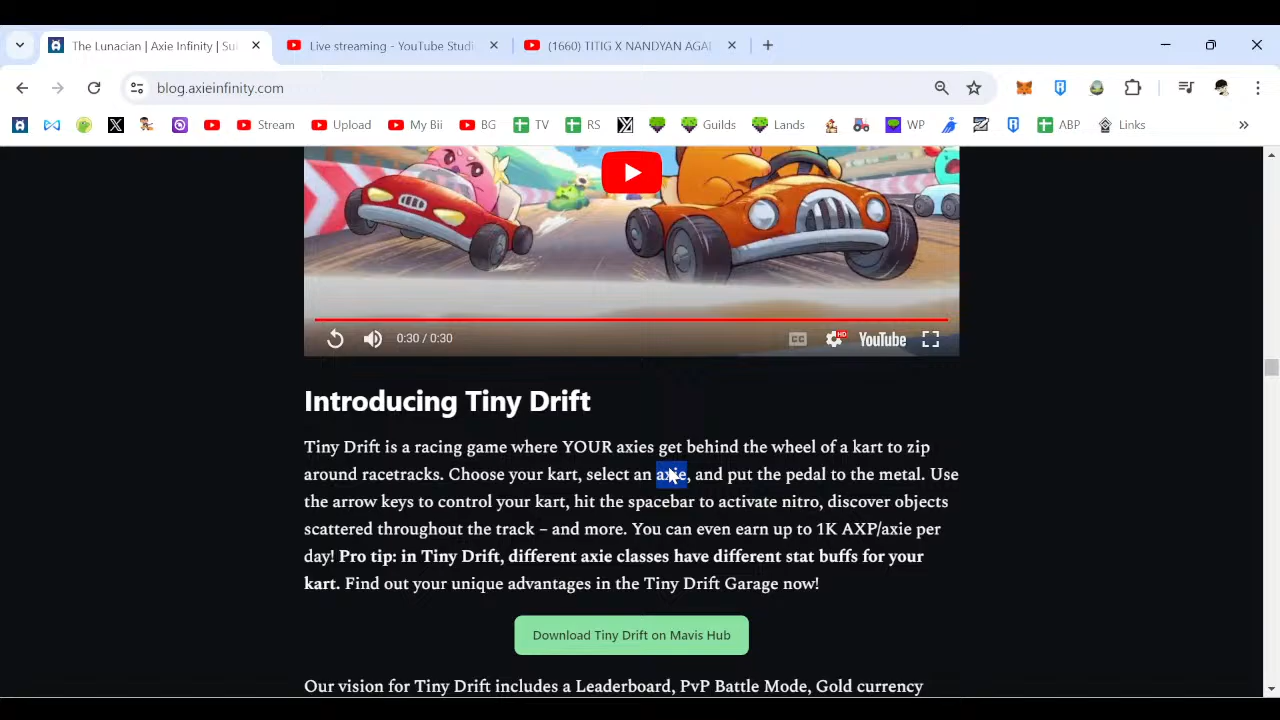 The Lunacian | Axie Infinity | Su
Live streaming - YouTube Studi
(1660) TITIG X NANDYAN AGA
blog.axieinfinity.com
Stream
Upload
My Bii
BG
TV
RS
Guilds
Lands
WP
ABP
Links
0:30 / 0:30
CC
HD
YouTube
Introducing Tiny Drift
Tiny Drift is a racing game where YOUR axies get behind the wheel of a kart to zip
around racetracks. Choose your kart, select an axie, and put the pedal to the metal. Use
the arrow keys to control your kart, hit the spacebar to activate nitro, discover objects
scattered throughout the track – and more. You can even earn up to 1K AXP/axie per
day! Pro tip: in Tiny Drift, different axie classes have different stat buffs for your
kart. Find out your unique advantages in the Tiny Drift Garage now!
Download Tiny Drift on Mavis Hub
Our vision for Tiny Drift includes a Leaderboard, PvP Battle Mode, Gold currency